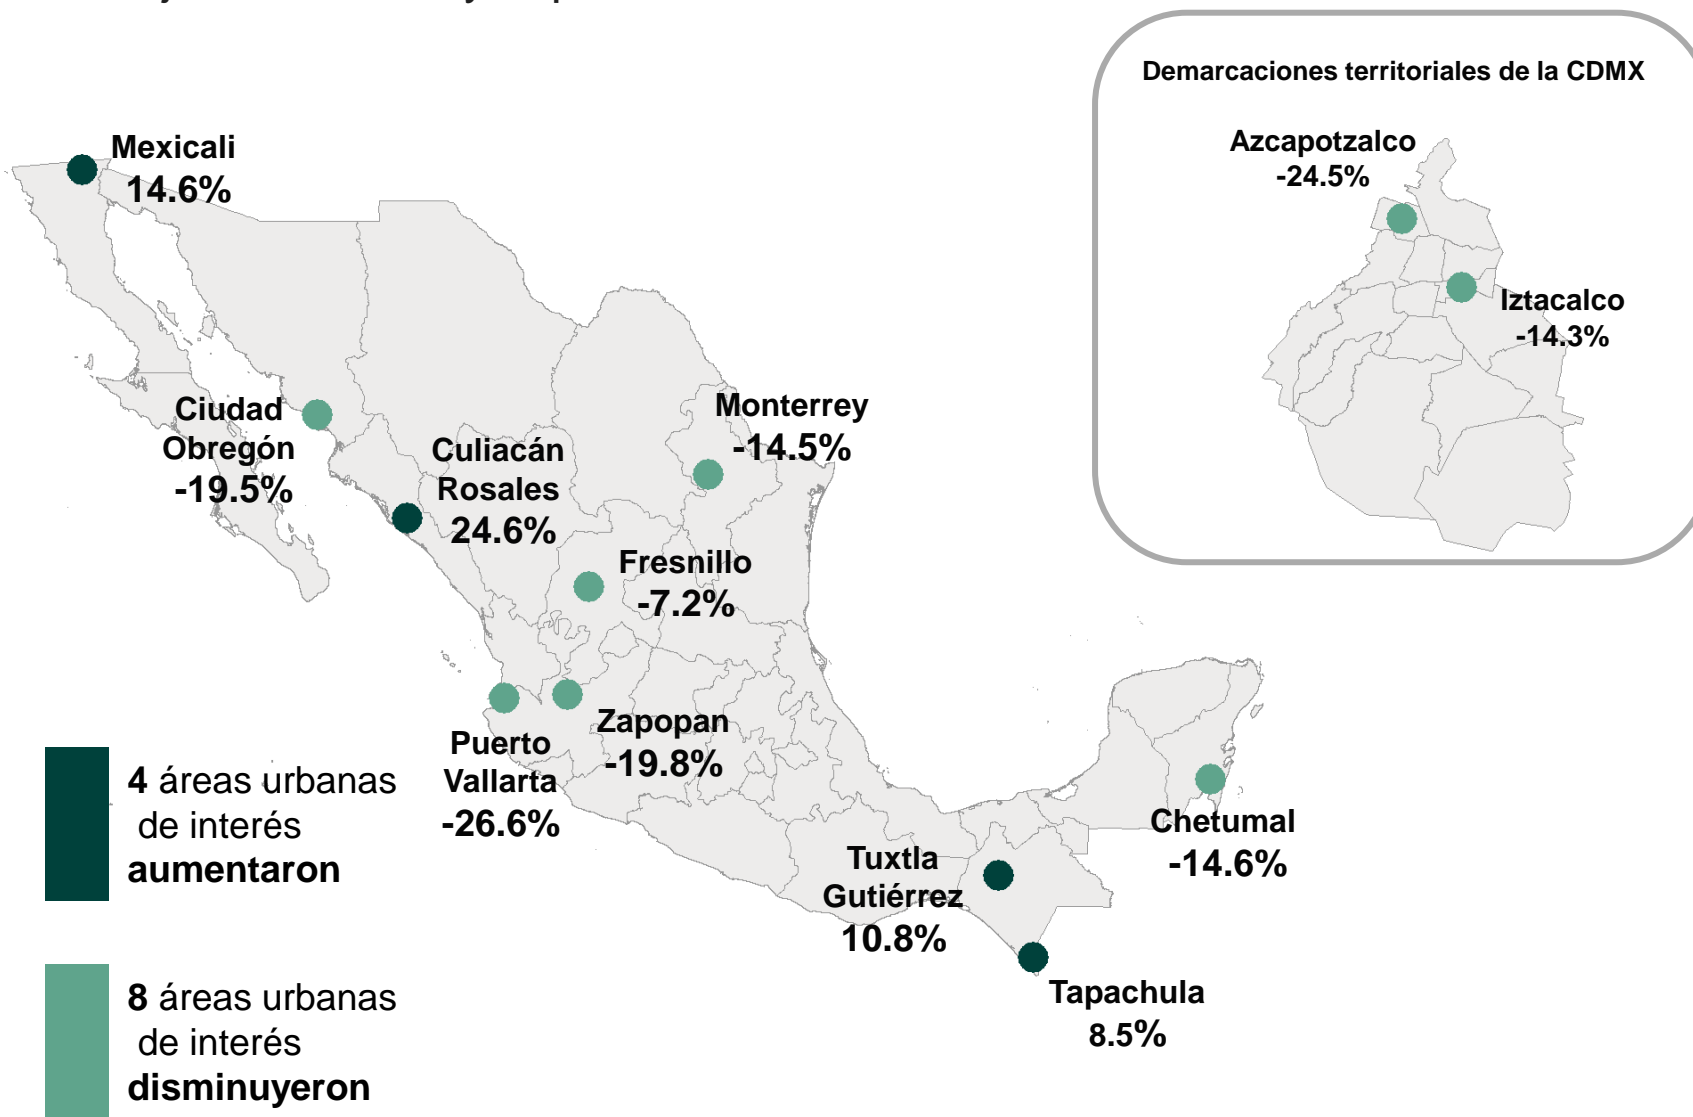 Demarcaciones territoriales de la CDMX
Azcapotzalco
-24.5%
Iztacalco
-14.3%
Mexicali
14.6%
Ciudad
Obregón
-19.5%
Culiacán
Rosales
24.6%
Monterrey
-14.5%
Fresnillo
-7.2%
Zapopan
-19.8%
Puerto
Vallarta
-26.6%
Chetumal
-14.6%
Tuxtla
Gutiérrez
10.8%
Tapachula
8.5%
4 áreas urbanas
de interés
aumentaron
8 áreas urbanas
de interés
disminuyeron